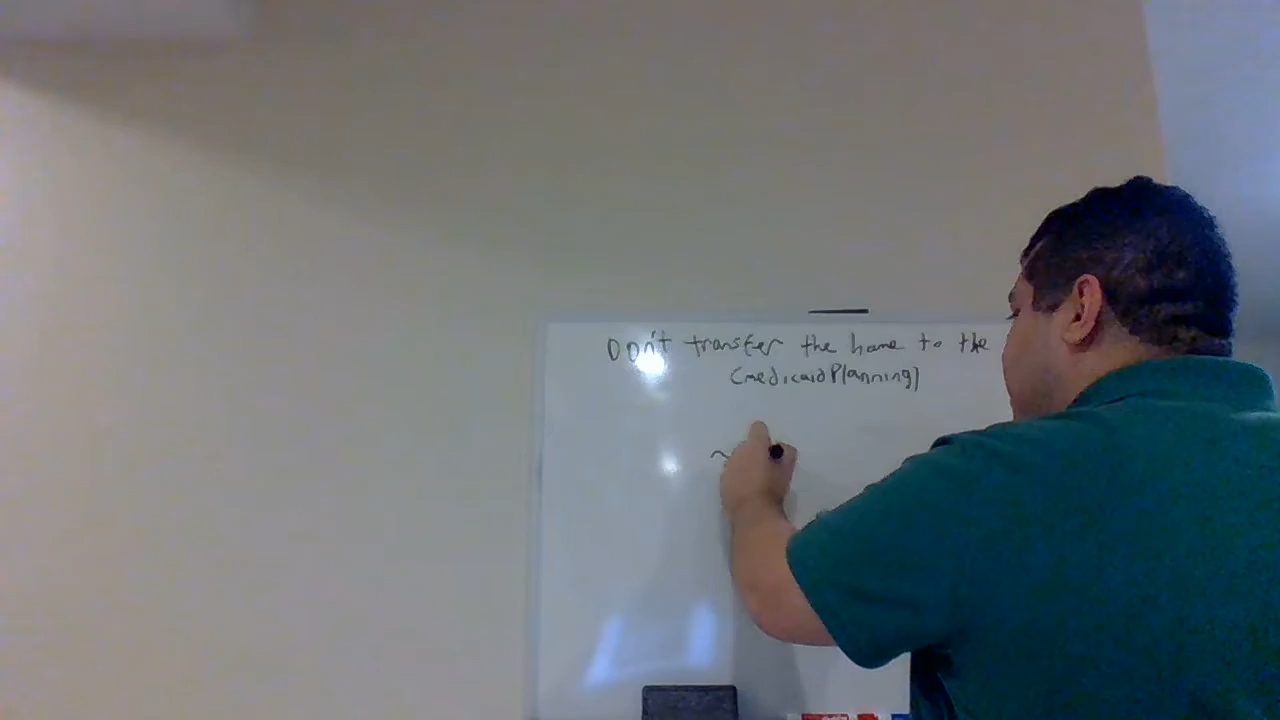 Don't transfer the home to the
(medicaid Planning)
~